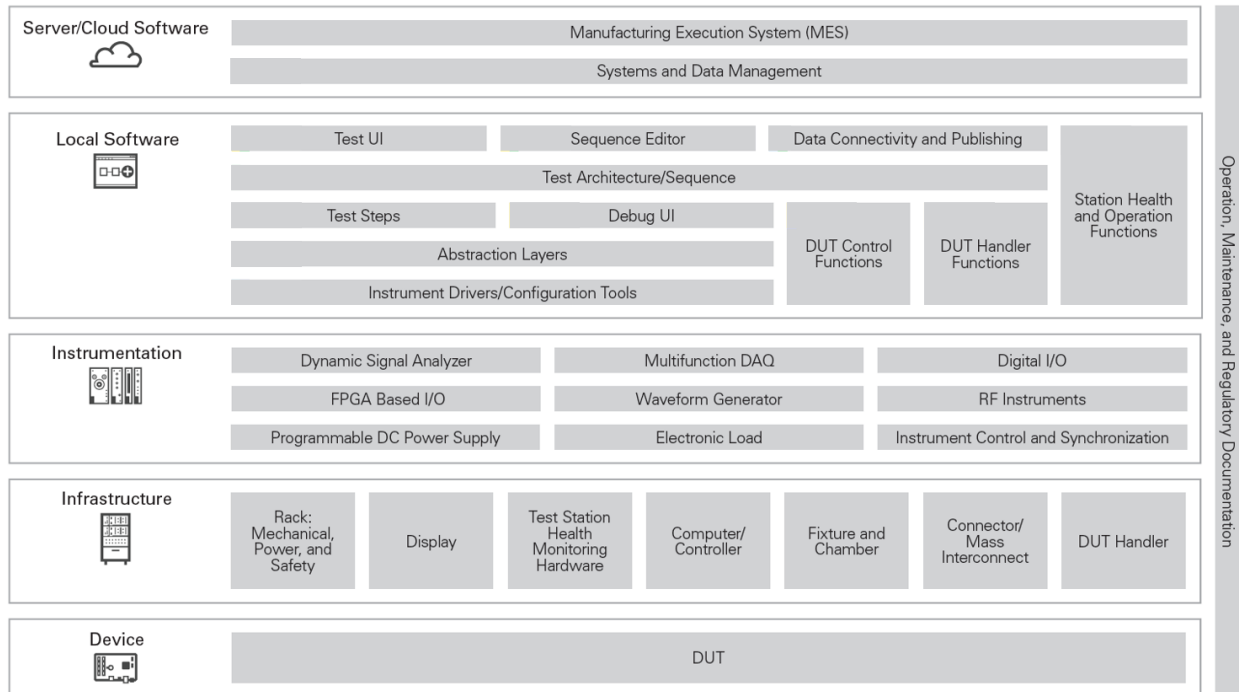 Server/Cloud Software
Manufacturing Execution System (MES)
Systems and Data Management
Local Software
Test UI
Sequence Editor
Data Connectivity and Publishing
Test Architecture/Sequence
Test Steps
Debug UI
Abstraction Layers
Instrument Drivers/Configuration Tools
DUT Control
Functions
DUT Handler
Functions
Station Health
and Operation
Functions
Instrumentation
Dynamic Signal Analyzer
Multifunction DAQ
Digital I/O
FPGA Based I/O
Waveform Generator
RF Instruments
Programmable DC Power Supply
Electronic Load
Instrument Control and Synchronization
Infrastructure
Rack:
Mechanical,
Power, and
Safety
Display
Test Station
Health
Monitoring
Hardware
Computer/
Controller
Fixture and
Chamber
Connector/
Mass
Interconnect
DUT Handler
Device
DUT
Operation, Maintenance, and Regulatory Documentation